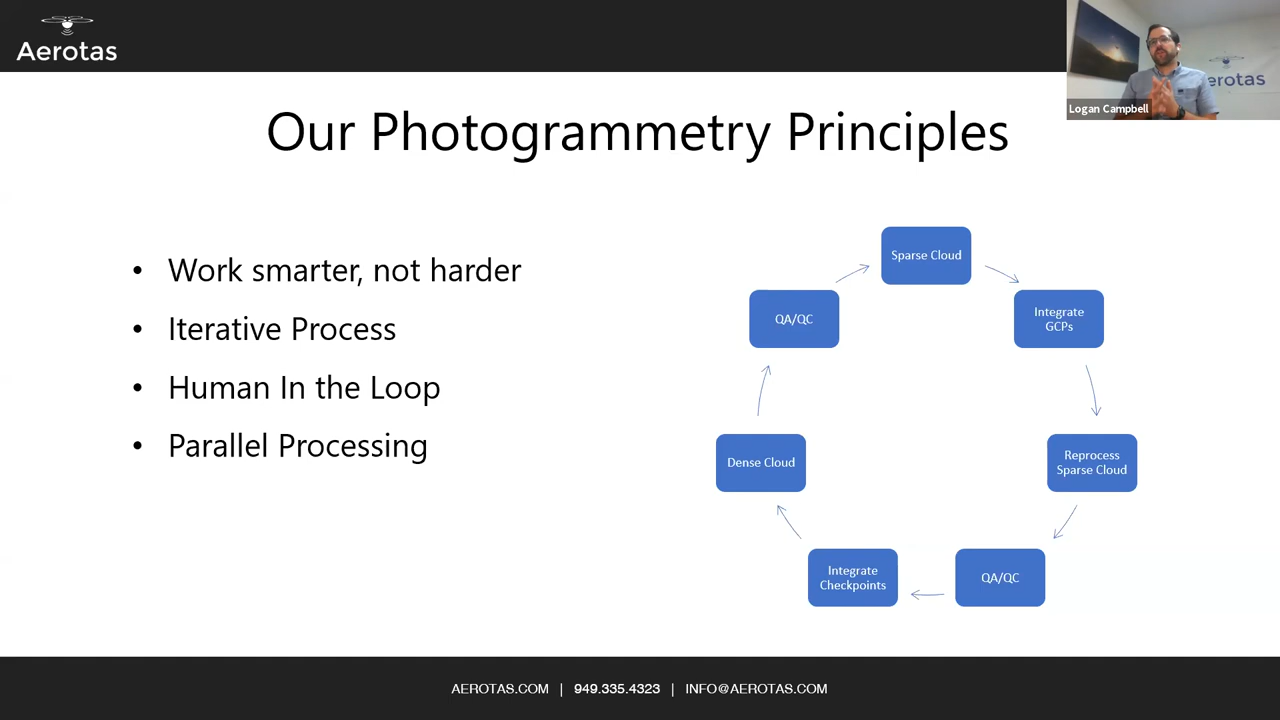 Aerotas
erotas
Logan Campbell
Our Photogrammetry Principles
• Work smarter, not harder
• Iterative Process
• Human In the Loop
• Parallel Processing
Sparse Cloud
Integrate
GCPs
Reprocess
Sparse Cloud
QA/QC
Integrate
Checkpoints
Dense Cloud
QA/QC
AEROTAS.COM | 949.335.4323 | INFO@AEROTAS.COM